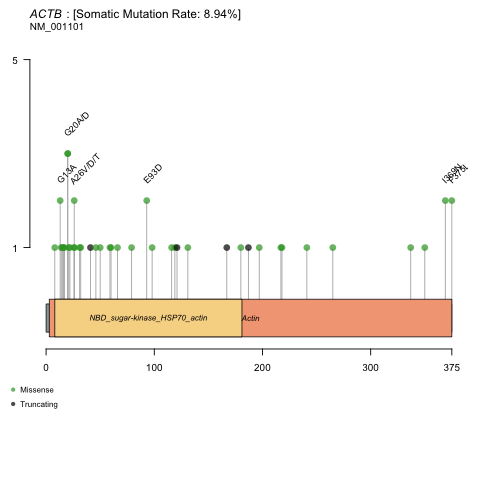 ACTB : [Somatic Mutation Rate: 8.94%]
NM_001101
5
G20A/D
G13A
A26V/D/T
E93D
I369N
F375I
1
NBD_sugar-kinase_HSP70_actin
Actin
0
100
200
300
375
Missense
Truncating